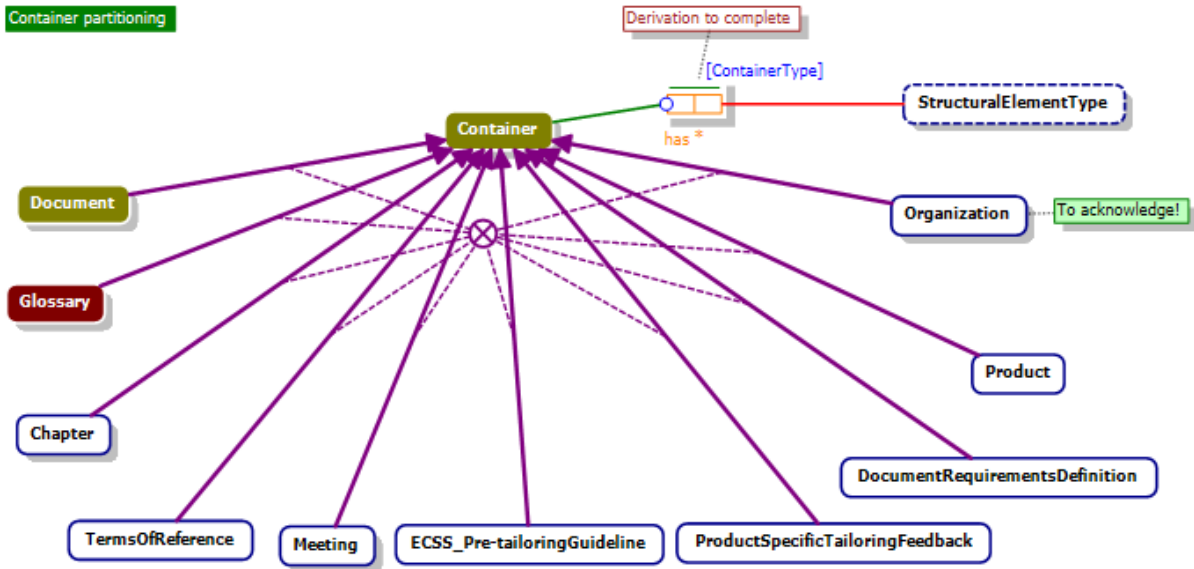 Container partitioning
Derivation to complete
[ContainerType]
StructuralElementType
Container
has *
Document
Organization
To acknowledge!
Glossary
Product
Chapter
DocumentRequirementsDefinition
TermsOfReference
Meeting
ECSS_Pre-tailoringGuideline
ProductSpecificTailoringFeedback